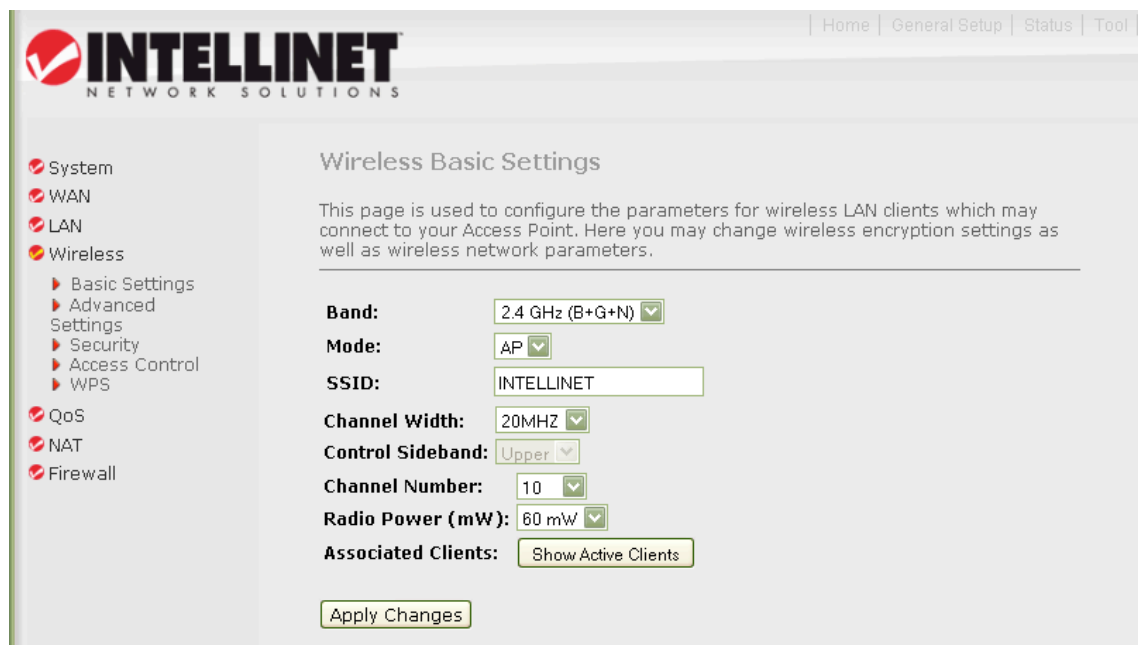 | Home | General Setup | Status | Tool |
INTELLINET
NETWORK SOLUTIONS
System
WAN
LAN
Wireless
Basic Settings
Advanced
Settings
Security
Access Control
WPS
QoS
NAT
Firewall
Wireless Basic Settings
This page is used to configure the parameters for wireless LAN clients which may
connect to your Access Point. Here you may change wireless encryption settings as
well as wireless network parameters.
Band: 2.4 GHz (B+G+N)
Mode: AP
SSID: INTELLINET
Channel Width: 20MHZ
Control Sideband: Upper
Channel Number: 10
Radio Power (mW): 60 mW
Associated Clients: Show Active Clients
Apply Changes